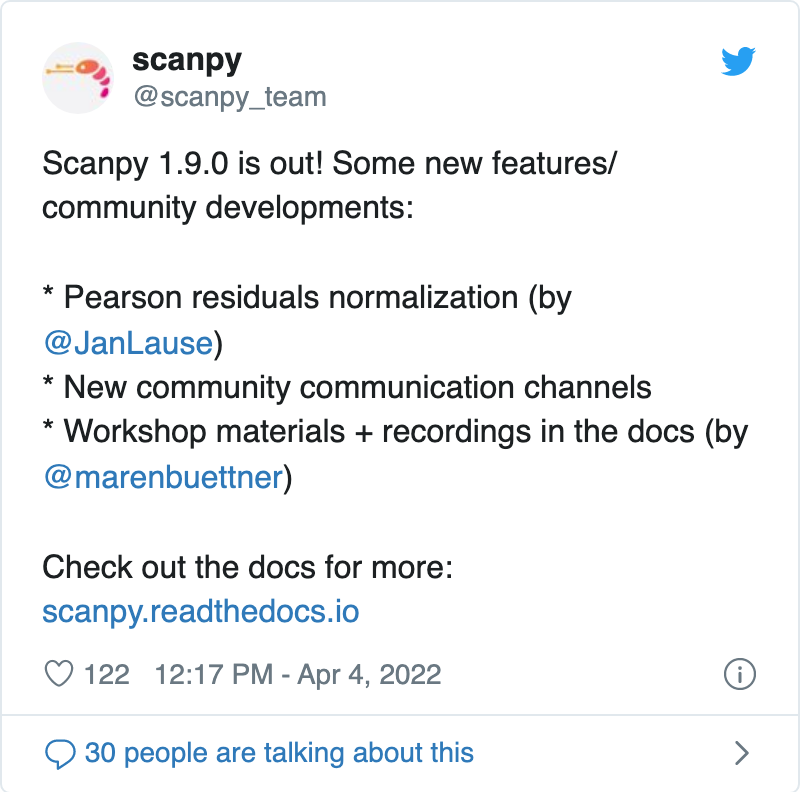 scanpy
@scanpy_team
Scanpy 1.9.0 is out! Some new features/
community developments:
* Pearson residuals normalization (by
@JanLause)
* New community communication channels
* Workshop materials + recordings in the docs (by
@marenbuettner)
Check out the docs for more:
scanpy.readthedocs.io
122 12:17 PM - Apr 4, 2022
30 people are talking about this